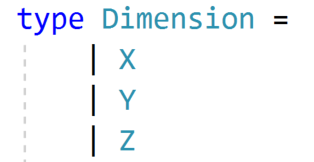 type Dimension =
| X
| Y
| Z